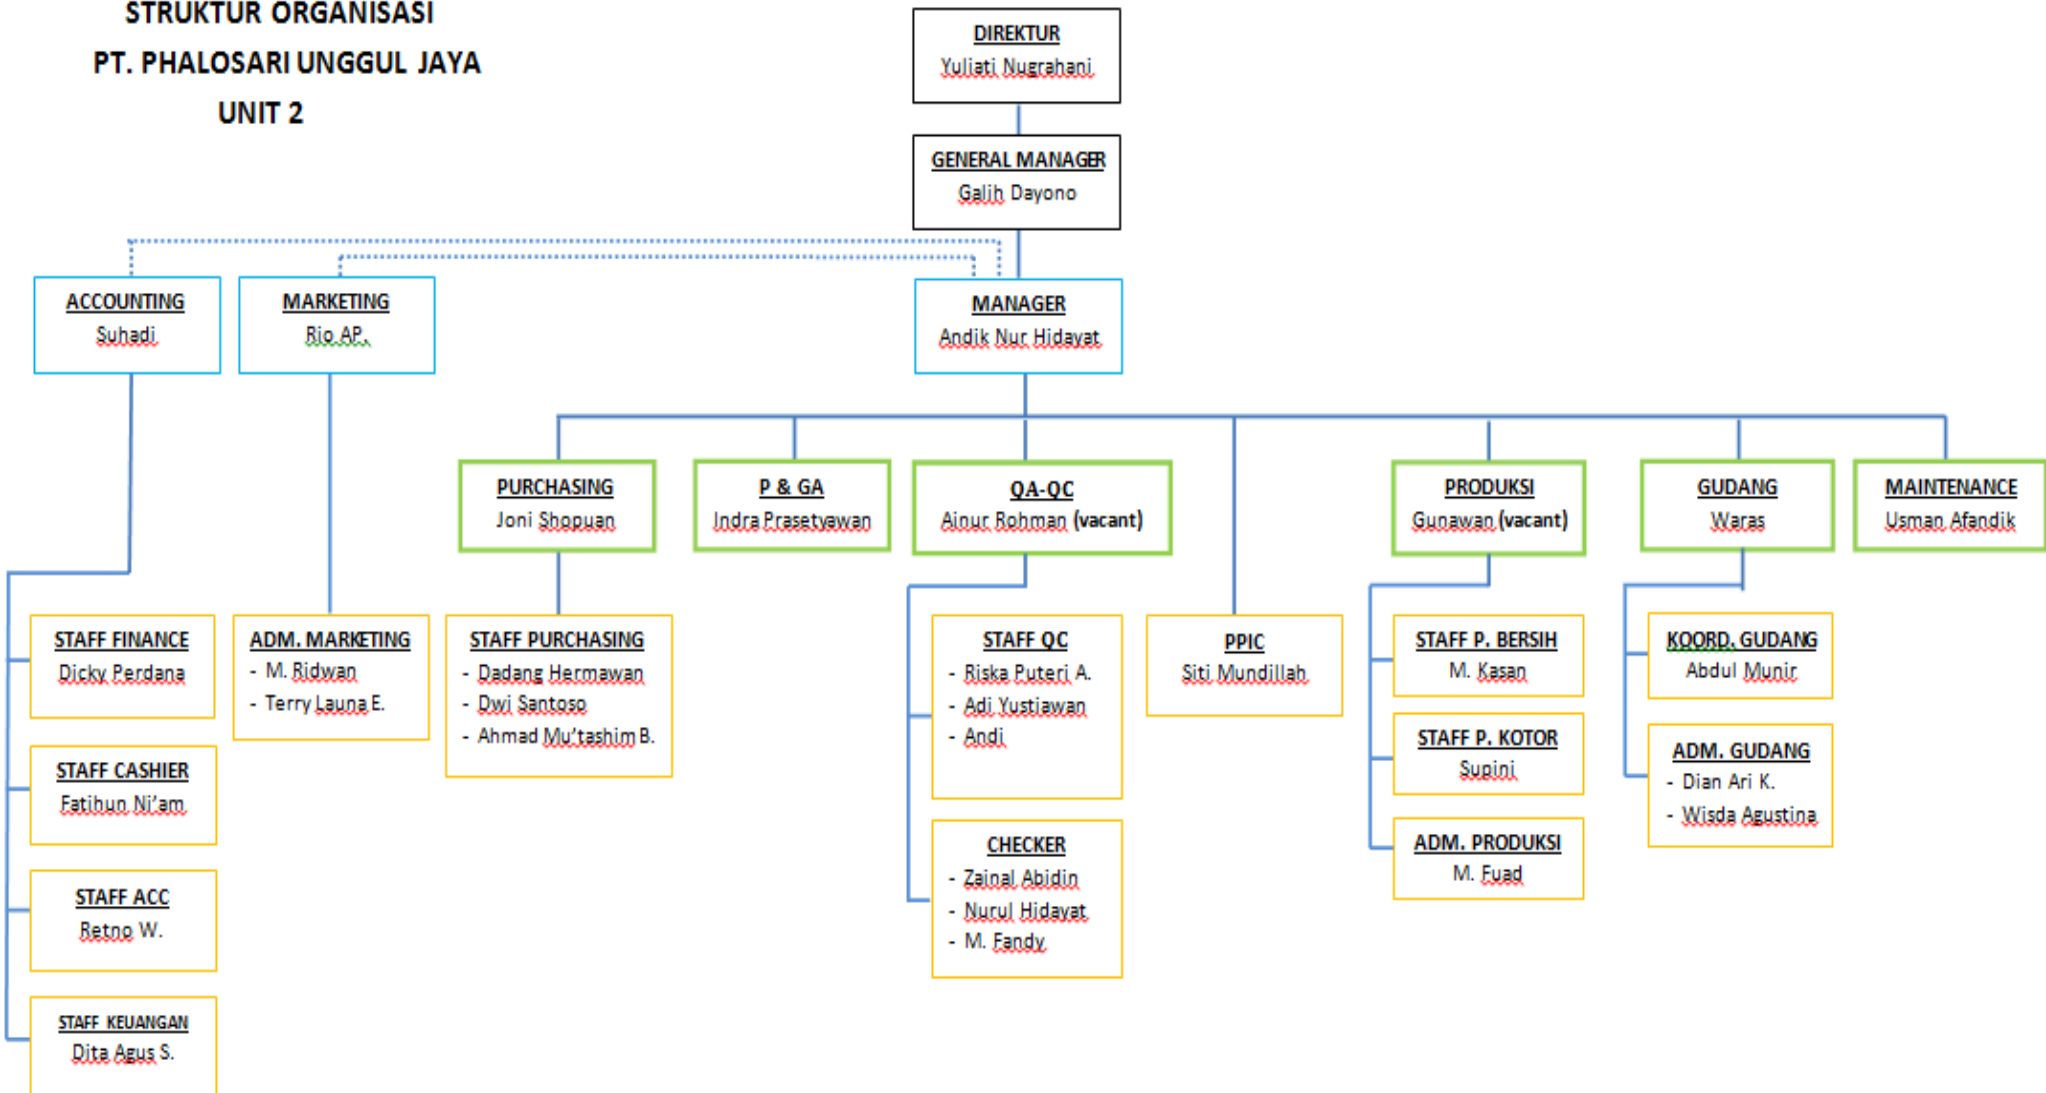 STRUKTUR ORGANISASI
PT. PHALOSARI UNGGUL JAYA
UNIT 2
DIREKTUR
Yuliati Nugrahani
GENERAL MANAGER
Galih Dayono
ACCOUNTING
Suhadi
MARKETING
Rio AP.
MANAGER
Andik Nur Hidayat
PURCHASING
Joni Shopuan
P & GA
Indra Prasetyawan
QA-QC
Ainur Rohman (vacant)
PRODUKSI
Gunawan (vacant)
GUDANG
Waras
MAINTENANCE
Usman Afandik
STAFF FINANCE
Dicky Perdana
STAFF CASHIER
Fatihun Ni'am
STAFF ACC
Retno W.
STAFF KEUANGAN
Dita Agus S.
ADM. MARKETING
- M. Ridwan
- Terry Launa E.
STAFF PURCHASING
- Dadang Hermawan
- Dwi Santoso
- Ahmad Mu'tashim B.
STAFF QC
- Riska Puteri A.
- Adi Yustiawan
- Andi
CHECKER
- Zainal Abidin
- Nurul Hidayat
- M. Fandy
PPIC
Siti Mundillah
STAFF P. BERSIH
M. Kasan
STAFF P. KOTOR
Supini
ADM. PRODUKSI
M. Fuad
KOORD. GUDANG
Abdul Munir
ADM. GUDANG
- Dian Ari K.
- Wisda Agustina